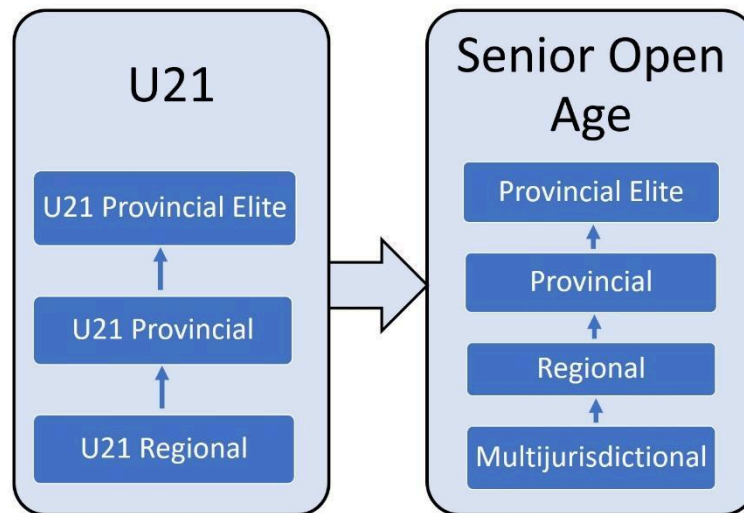 U21
U21 Provincial Elite
U21 Provincial
U21 Regional
Senior Open
Age
Provincial Elite
Provincial
Regional
Multijurisdictional